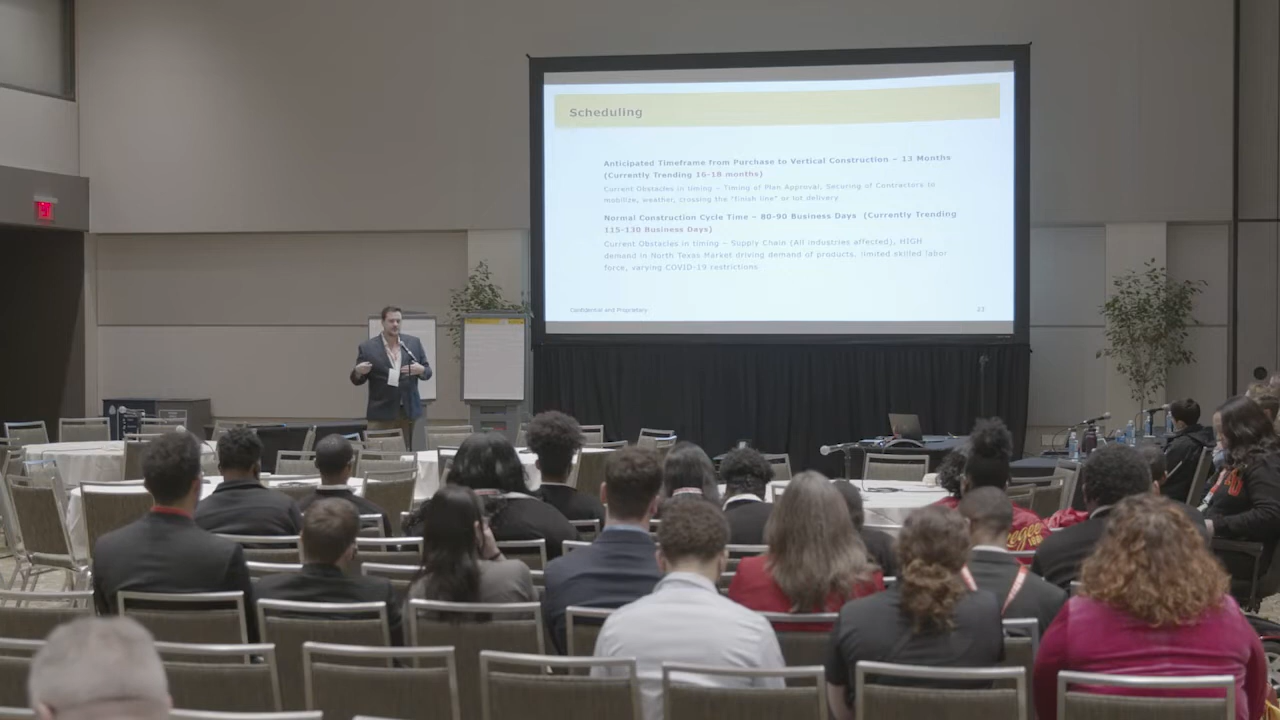 Scheduling
Anticipated Timeframe from Purchase to Vertical Construction – 13 Months
(Currently Trending 16-18 months)
Current Obstacles in timing – Timing of Plan Approval, Securing of Contractors to
mobilize, weather, crossing the "finish line" or lot delivery
Normal Construction Cycle Time – 80-90 Business Days (Currently Trending
115-130 Business Days)
Current Obstacles in timing – Supply Chain (All industries affected), HIGH
demand in North Texas Market driving demand of products, limited skilled labor
force, varying COVID-19 restrictions
Confidential and Proprietary
23